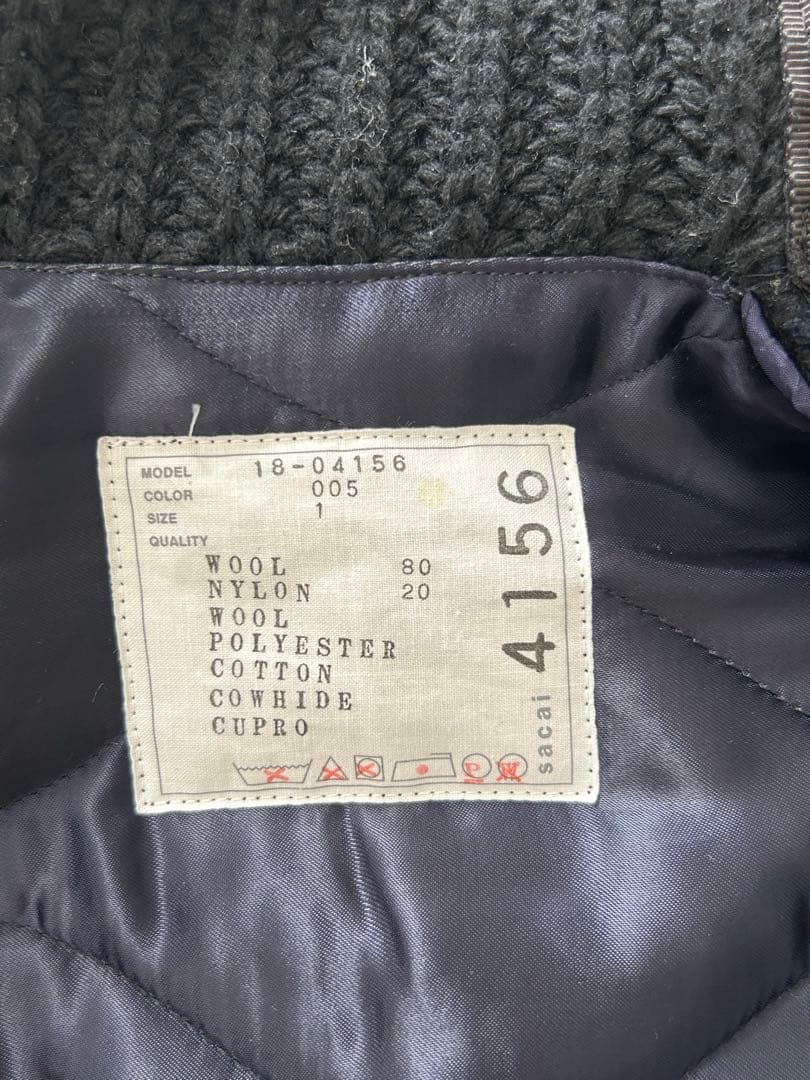 MODEL 18-04156
COLOR 005
SIZE 1
QUALITY
WOOL 80
NYLON 20
WOOL
POLYESTER
COTTON
COWHIDE
CUPRO
P W
sacai 4156